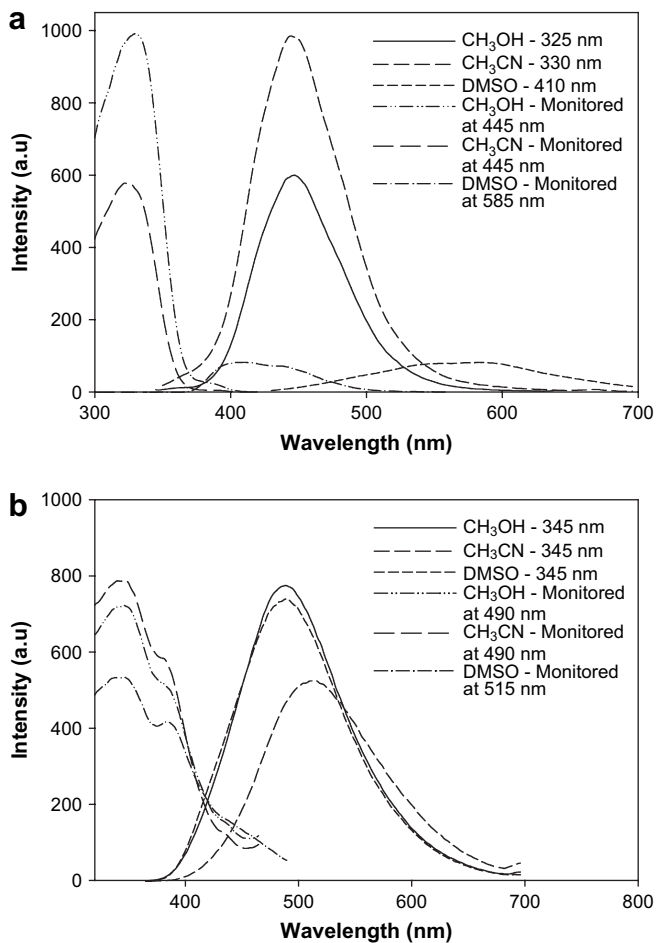 a
1000
800
600
400
200
0
Intensity (a.u)
300 400 500 600 700
Wavelength (nm)
CH₃OH - 325 nm
CH₃CN - 330 nm
DMSO - 410 nm
CH₃OH - Monitored
at 445 nm
CH₃CN - Monitored
at 445 nm
DMSO - Monitored
at 585 nm
b
1000
800
600
400
200
0
Intensity (a.u)
400 500 600 700 800
Wavelength (nm)
CH₃OH - 345 nm
CH₃CN - 345 nm
DMSO - 345 nm
CH₃OH - Monitored
at 490 nm
CH₃CN - Monitored
at 490 nm
DMSO - Monitored
at 515 nm